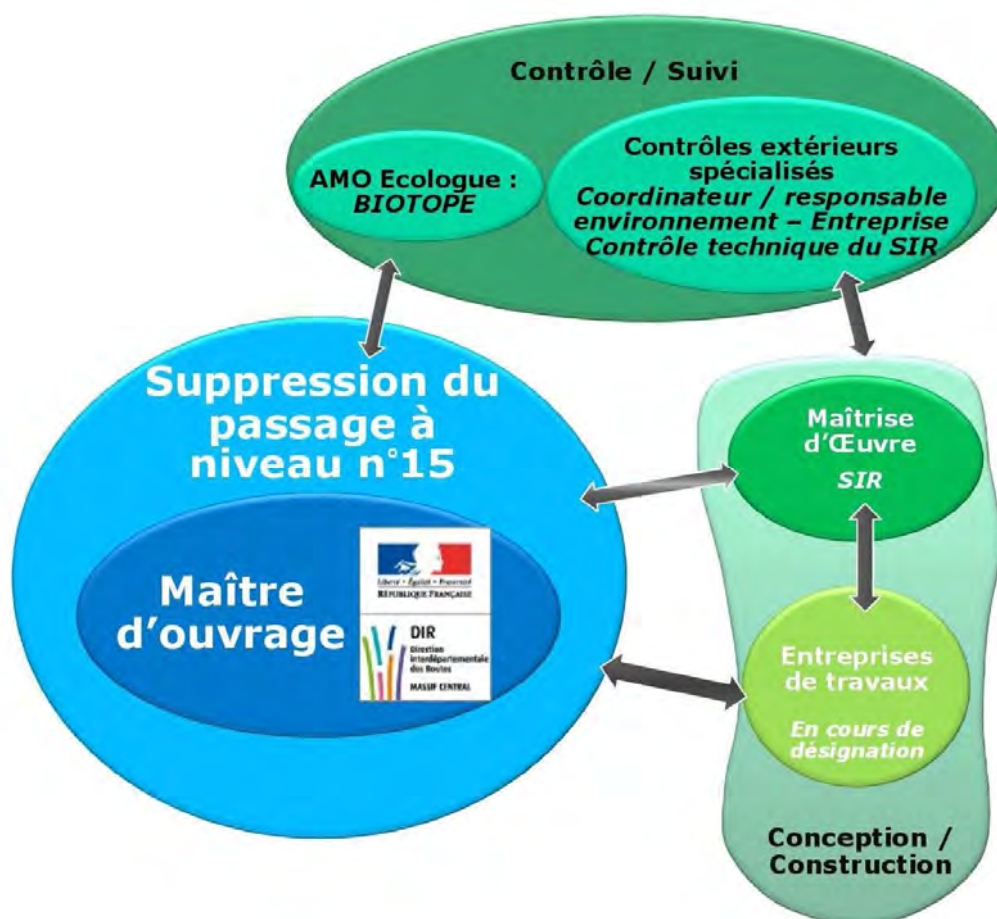 Contrôle / Suivi
AMO Ecologue :
BIOTOPE
Contrôles extérieurs
spécialisés
Coordinateur / responsable
environnement – Entreprise
Contrôle technique du SIR
Suppression du
passage à
niveau n°15
Maître
d'ouvrage
Liberté • Égalité • Fraternité
RÉPUBLIQUE FRANÇAISE
DIR
Direction
interdépartementale
des Routes
MASSIF CENTRAL
Maîtrise
d'Œuvre
SIR
Entreprises
de travaux
En cours de
désignation
Conception /
Construction